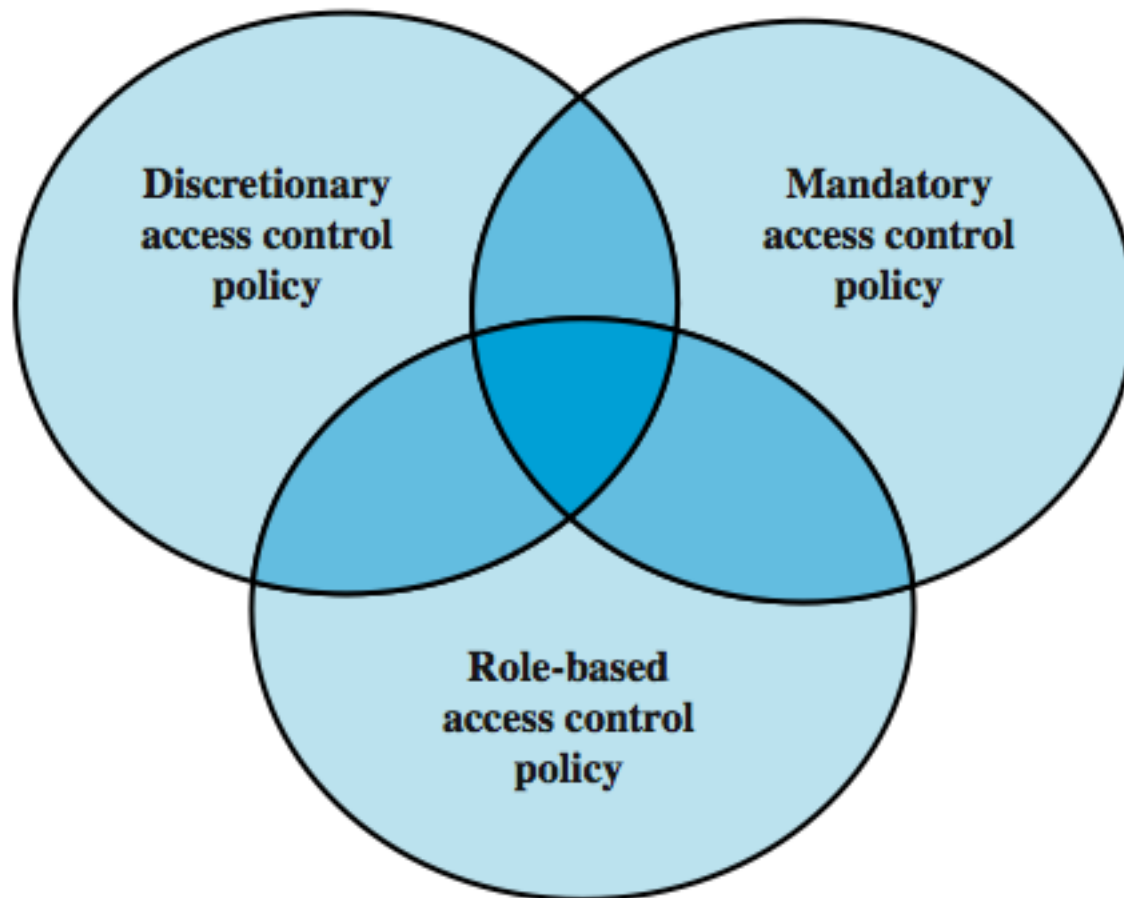 Discretionary
access control
policy
Mandatory
access control
policy
Role-based
access control
policy